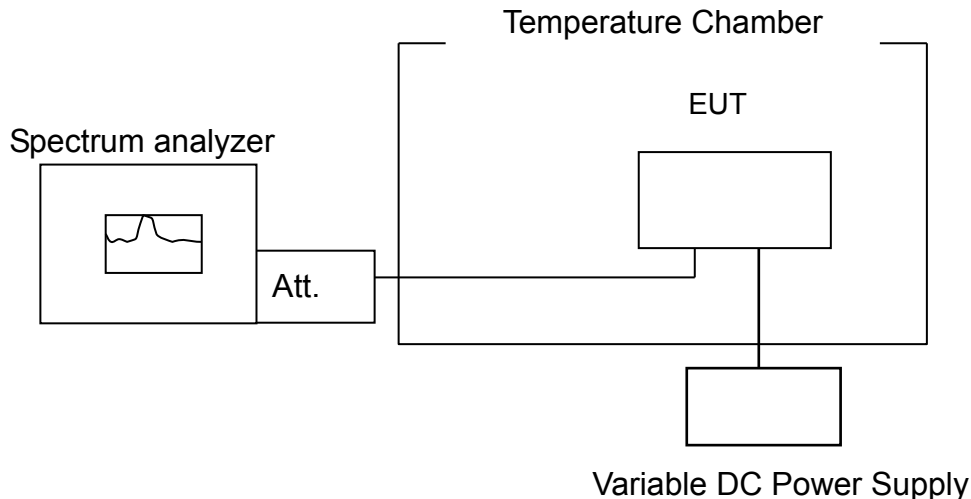 Temperature Chamber
EUT
Spectrum analyzer
Att.
Variable DC Power Supply